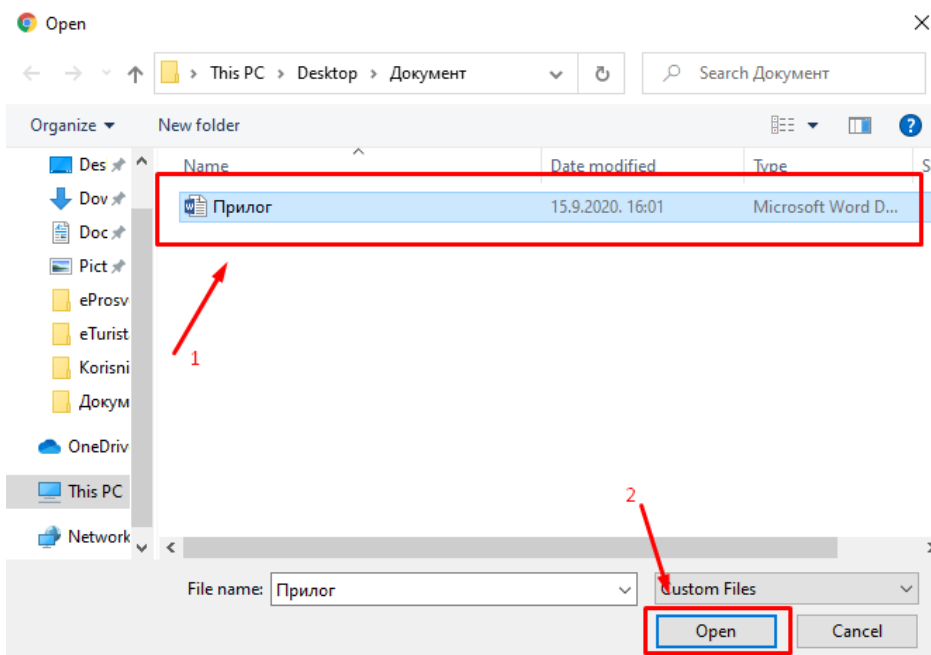 Open
This PC > Desktop > Документ
Search Документ
Organize
New folder
Name
Date modified
Type
S
Des
Dov
Doc
Pict
eProsv
eTurist
Korisni
Докум
OneDriv
This PC
Network
Прилог
15.9.2020. 16:01
Microsoft Word D...
1
2
File name:
Прилог
Custom Files
Open
Cancel